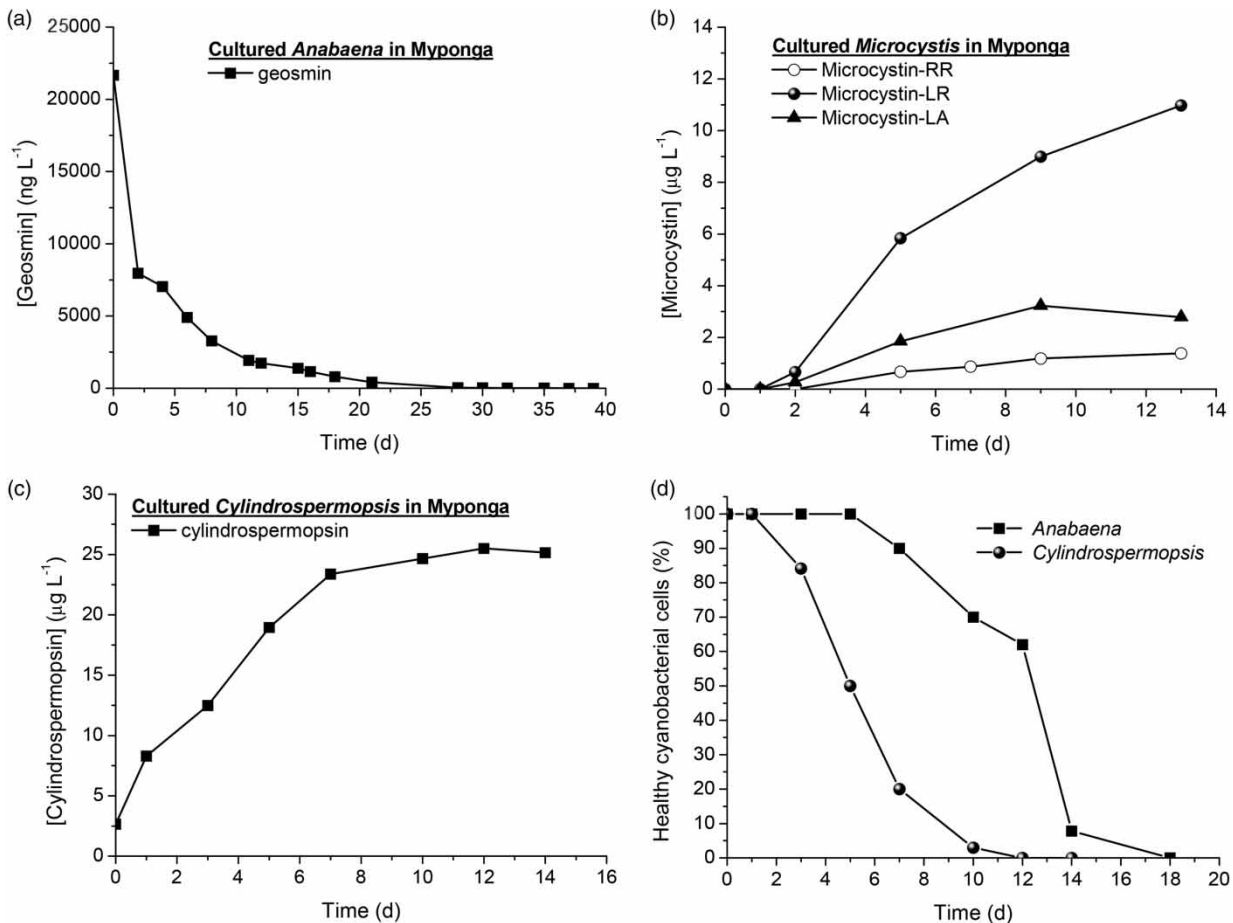 (a)
Cultured Anabaena in Myponga
geosmin
25000
20000
15000
10000
5000
0
[Geosmin] (ng L⁻¹)
0 5 10 15 20 25 30 35 40
Time (d)
(b)
Cultured Microcystis in Myponga
Microcystin-RR
Microcystin-LR
Microcystin-LA
14
12
10
8
6
4
2
0
[Microcystin] (µg L⁻¹)
0 2 4 6 8 10 12 14
Time (d)
(c)
Cultured Cylindrospermopsis in Myponga
cylindrospermopsin
30
25
20
15
10
5
0
[Cylindrospermopsin] (µg L⁻¹)
0 2 4 6 8 10 12 14 16
Time (d)
(d)
Anabaena
Cylindrospermopsis
100
90
80
70
60
50
40
30
20
10
0
Healthy cyanobacterial cells (%)
0 2 4 6 8 10 12 14 16 18 20
Time (d)